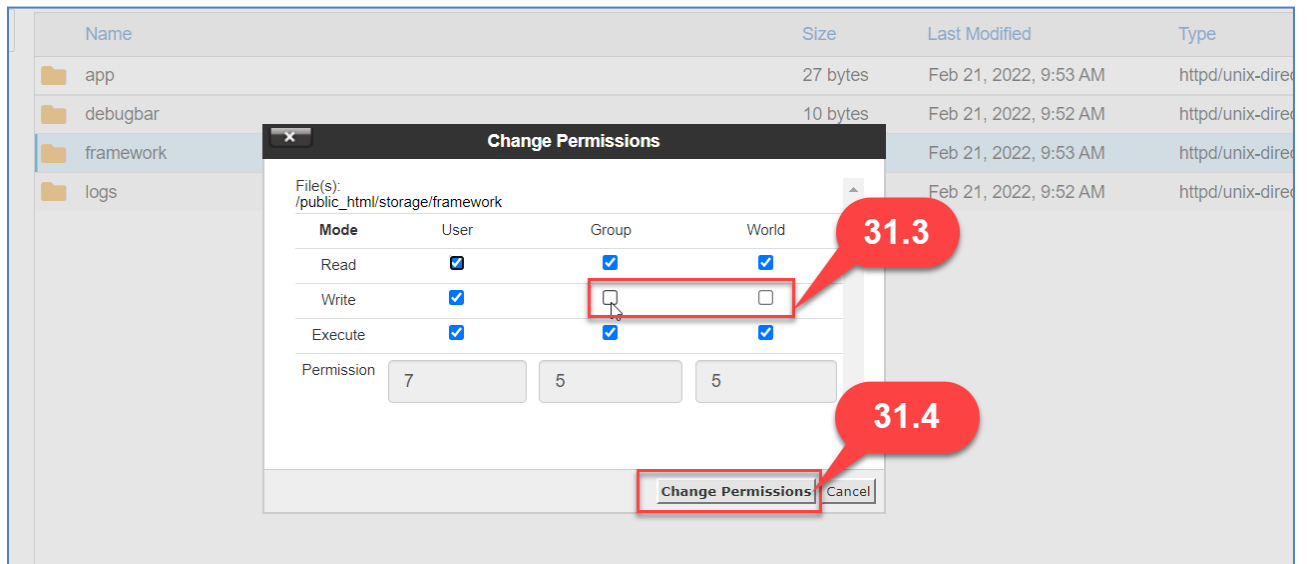 Name Size Last Modified Type
app 27 bytes Feb 21, 2022, 9:53 AM httpd/unix-direc
debugbar 10 bytes Feb 21, 2022, 9:52 AM httpd/unix-direc
framework Feb 21, 2022, 9:53 AM httpd/unix-direc
logs Feb 21, 2022, 9:52 AM httpd/unix-direc
Change Permissions
File(s):
/public_html/storage/framework
Mode User Group World
31.3
Read
Write
Execute
Permission 7 5 5
31.4
Change Permissions Cancel